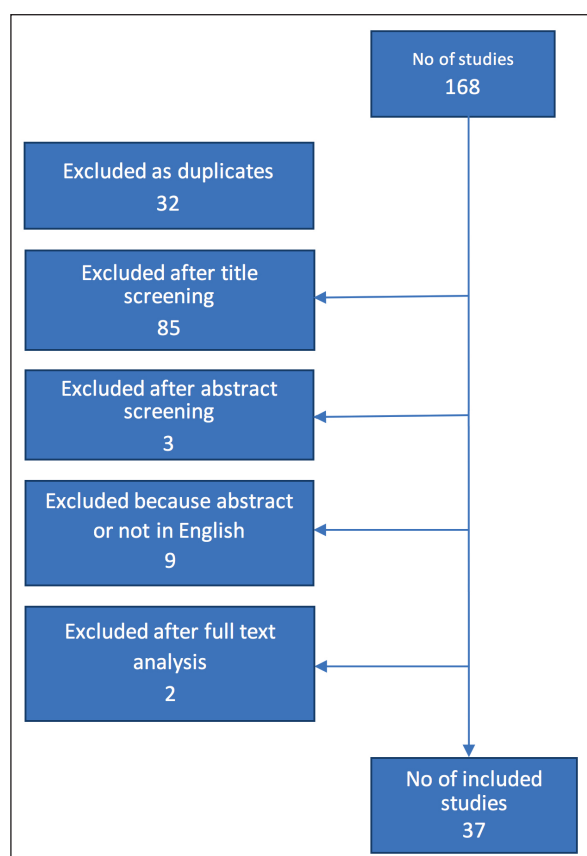 No of studies
168
Excluded as duplicates
32
Excluded after title
screening
85
Excluded after abstract
screening
3
Excluded because abstract
or not in English
9
Excluded after full text
analysis
2
No of included
studies
37